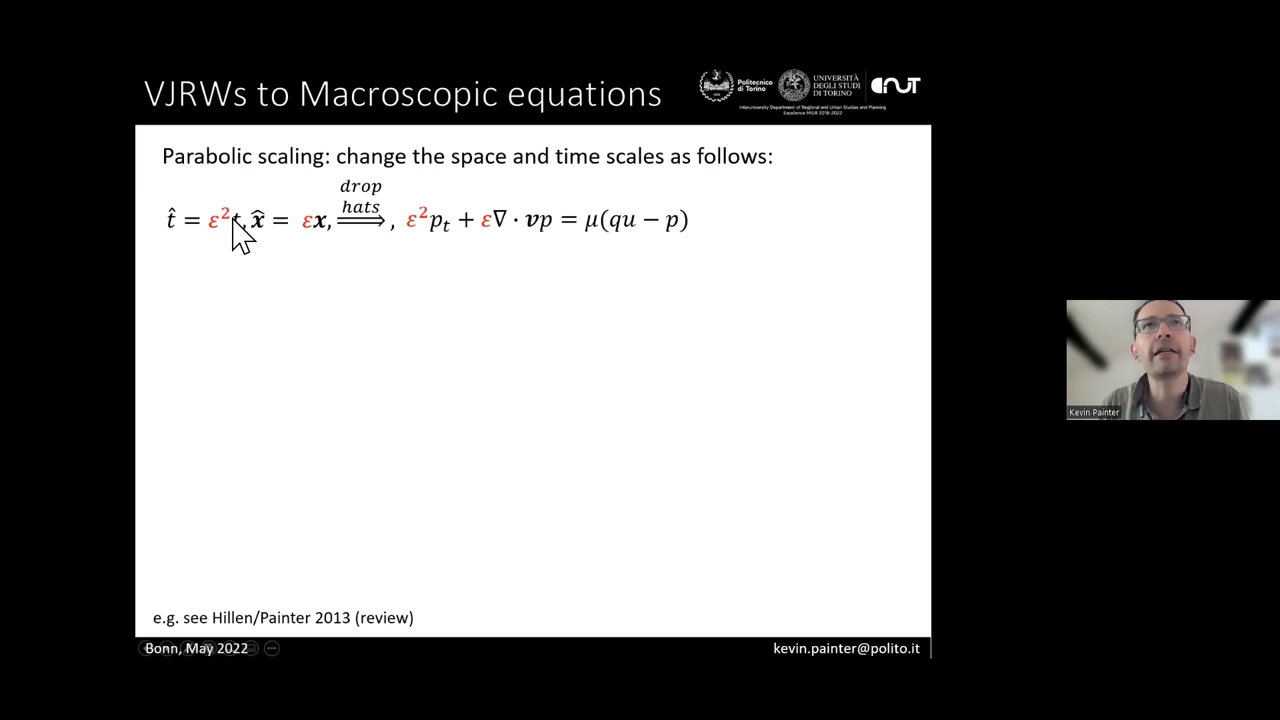 VJRWs to Macroscopic equations
Politecnico
di Torino
UNIVERSITÀ
DEGLI STUDI
DI TORINO
Interuniversity Department of Regional and Urban Studies and Planning
Excellence MIUR 2018-2022
Parabolic scaling: change the space and time scales as follows:
drop
hats
t̂ = ε²t, x̂ = εx, ⟹, ε²pₜ + ε∇ · vp = μ(qu − p)
Kevin Painter
e.g. see Hillen/Painter 2013 (review)
Bonn, May 2022
kevin.painter@polito.it